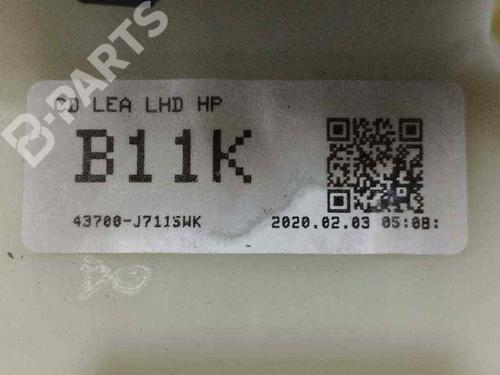 B-PARTS
CD LEA LHD HP
B11K
43700-J7115WK
2020.02.03 05:08: